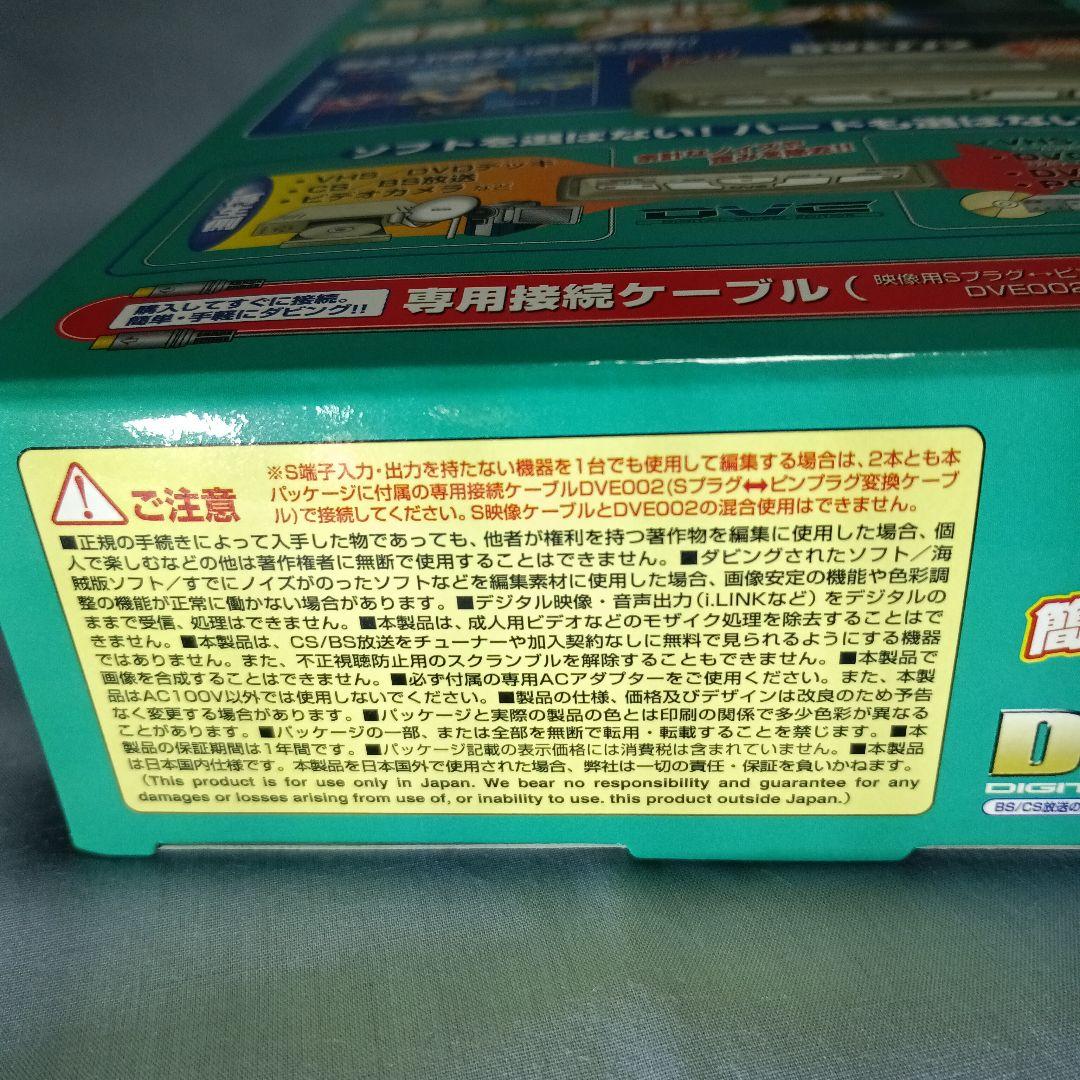 ソフトを選ばない! ハードも選ばない
・VHS、DVDデッキ
・CS、BS放送
・ビデオカメラ など
DVE
購入してすぐに接続。
簡単・手軽にダビング!!
専用接続ケーブル(
映像用Sプラグ↔ピン
DVE002
ご注意
※S端子入力・出力を持たない機器を1台でも使用して編集する場合は、2本とも本
パッケージに付属の専用接続ケーブルDVE002(Sプラグ↔ピンプラグ変換ケーブ
ル)で接続してください。S映像ケーブルとDVE002の混合使用はできません。
■正規の手続きによって入手した物であっても、他者が権利を持つ著作物を編集に使用した場合、個
人で楽しむなどの他は著作権者に無断で使用することはできません。■ダビングされたソフト/海
賊版ソフト/すでにノイズがのったソフトなどを編集素材に使用した場合、画像安定の機能や色彩調
整の機能が正常に働かない場合があります。■デジタル映像・音声出力(i.LINKなど)をデジタルの
ままで受信、処理はできません。■本製品は、成人用ビデオなどのモザイク処理を除去することはで
きません。■本製品は、CS/BS放送をチューナーや加入契約なしに無料で見られるようにする機器
ではありません。また、不正視聴防止用のスクランブルを解除することもできません。■本製品で
画像を合成することはできません。■必ず付属の専用ACアダプターをご使用ください。また、本製
品はAC100V以外では使用しないでください。■製品の仕様、価格及びデザインは改良のため予告
なく変更する場合があります。■パッケージと実際の製品の色とは印刷の関係で多少色彩が異なる
ことがあります。■パッケージの一部、または全部を無断で転用・転載することを禁じます。■本
製品の保証期間は1年間です。■パッケージ記載の表示価格には消費税は含まれていません。■本製品
は日本国内仕様です。本製品を日本国外で使用された場合、弊社は一切の責任・保証を負いかねます。
(This product is for use only in Japan. We bear no responsibility and guarantee for any
damages or losses arising from use of, or inability to use. this product outside Japan.)
簡
D
DIGIT
BS/CS放送の